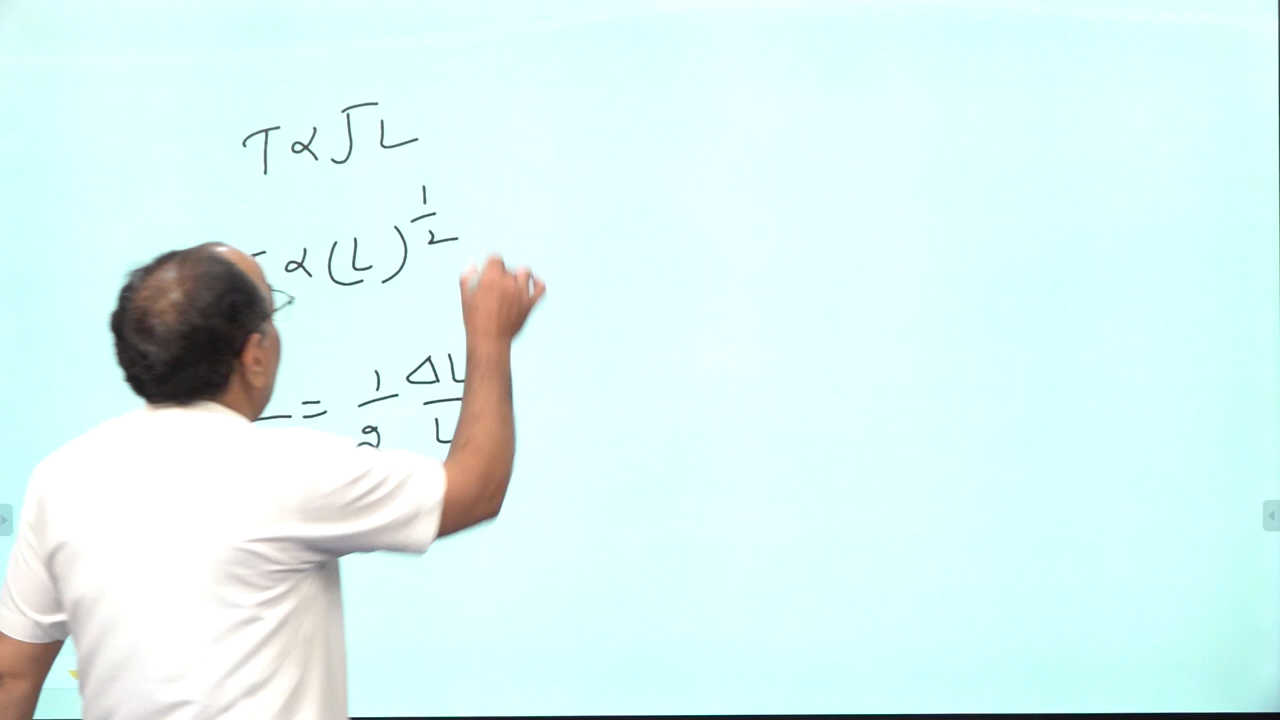 T ∝ √L
∝ (L)^1/2
= 1/2 ΔL/L